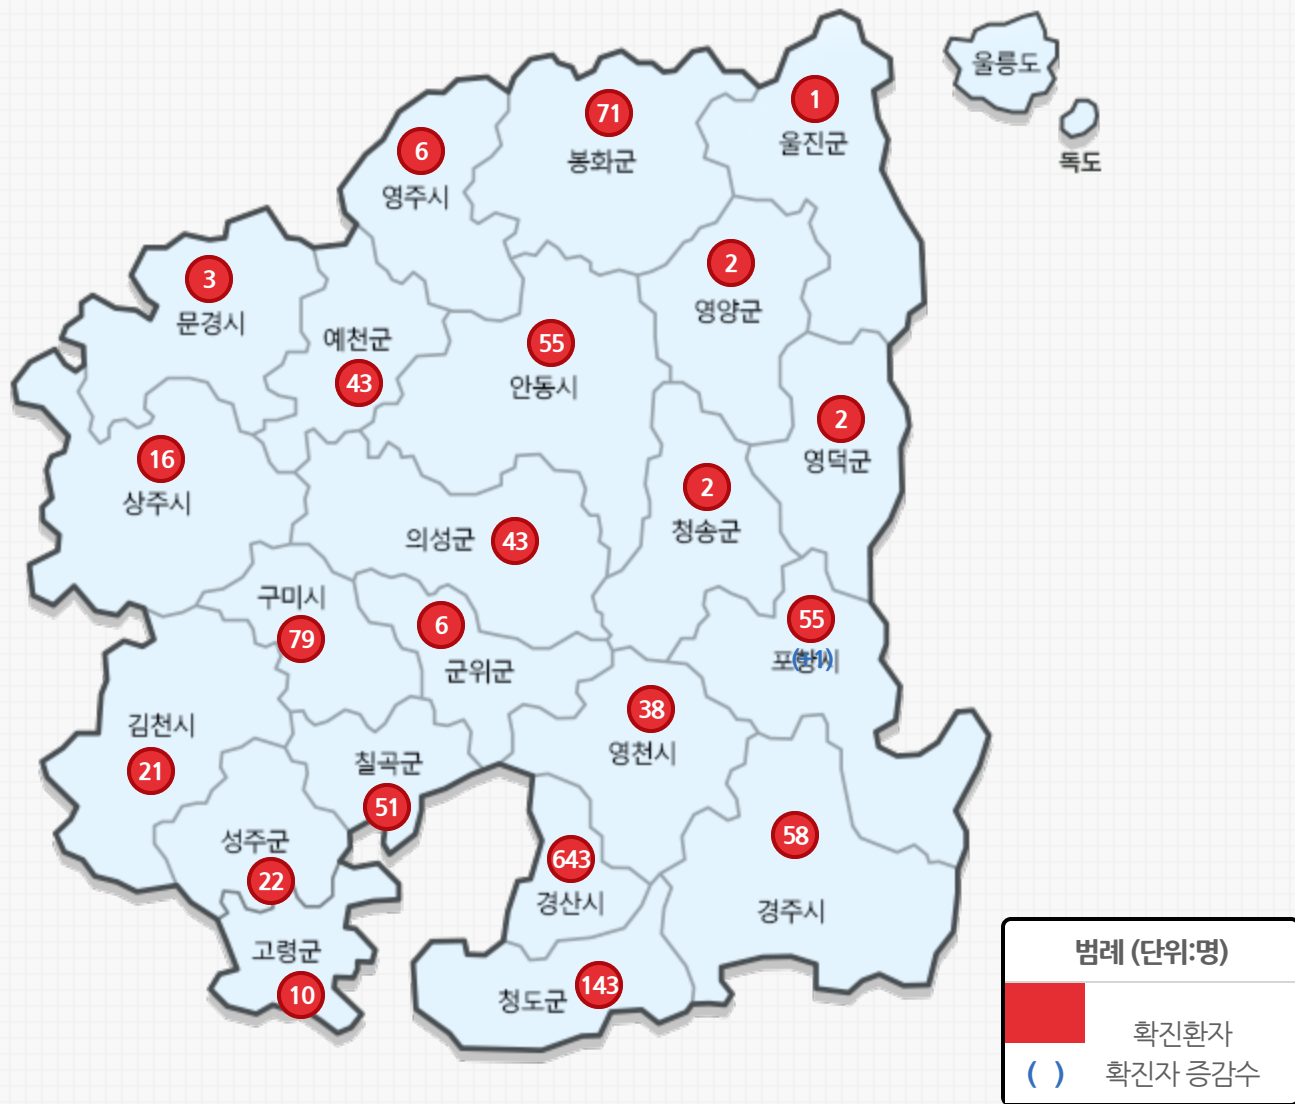 울릉도
독도
1
울진군
71
봉화군
6
영주시
2
영양군
3
문경시
예천군
43
55
안동시
2
영덕군
16
상주시
2
청송군
의성군
43
구미시
79
6
군위군
55
포항시
(+1)
38
영천시
김천시
21
칠곡군
51
성주군
22
643
경산시
58
경주시
고령군
10
청도군
143
범례 (단위:명)
확진환자
( ) 확진자 증감수